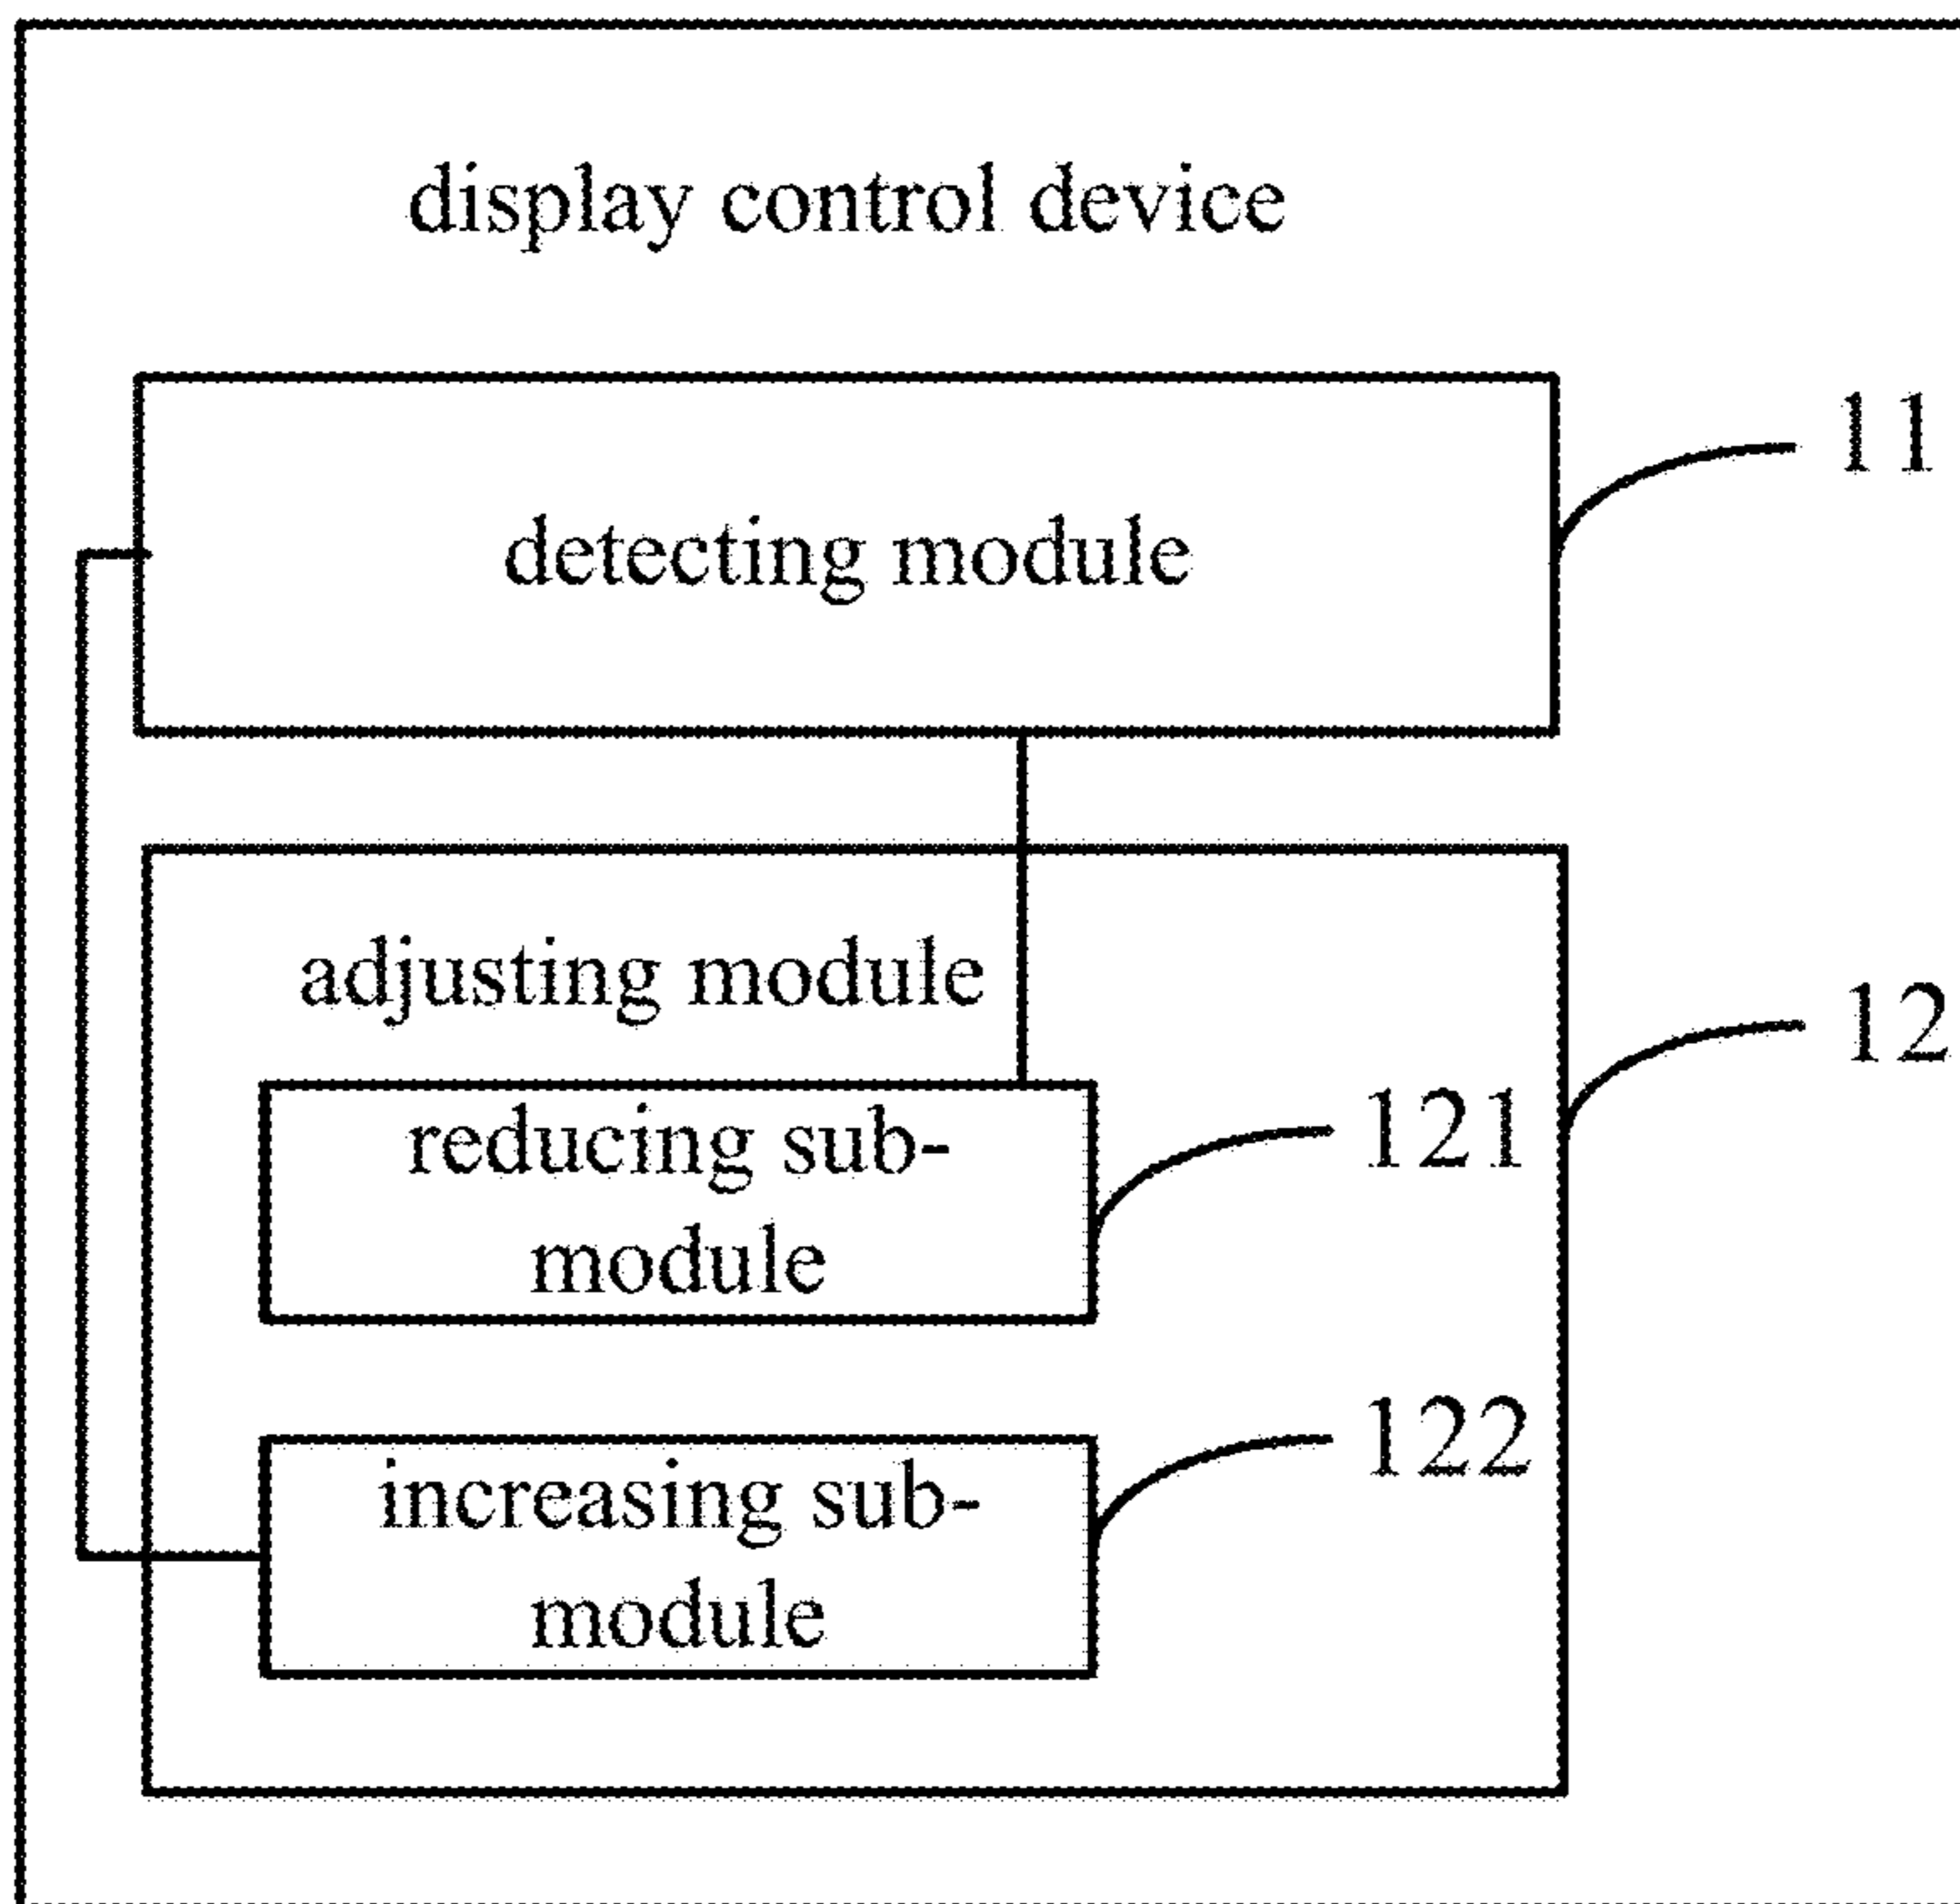 display control device
detecting module
11
adjusting module
12
reducing sub-
module
121
increasing sub-
module
122